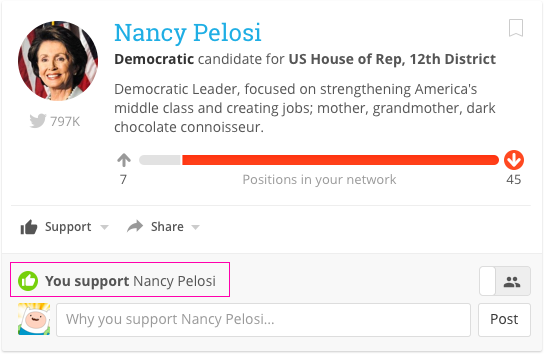 Nancy Pelosi
Democratic candidate for US House of Rep, 12th District
Democratic Leader, focused on strengthening America's
middle class and creating jobs; mother, grandmother, dark
chocolate connoisseur.
797K
7 Positions in your network 45
Support Share
You support Nancy Pelosi
Why you support Nancy Pelosi... Post